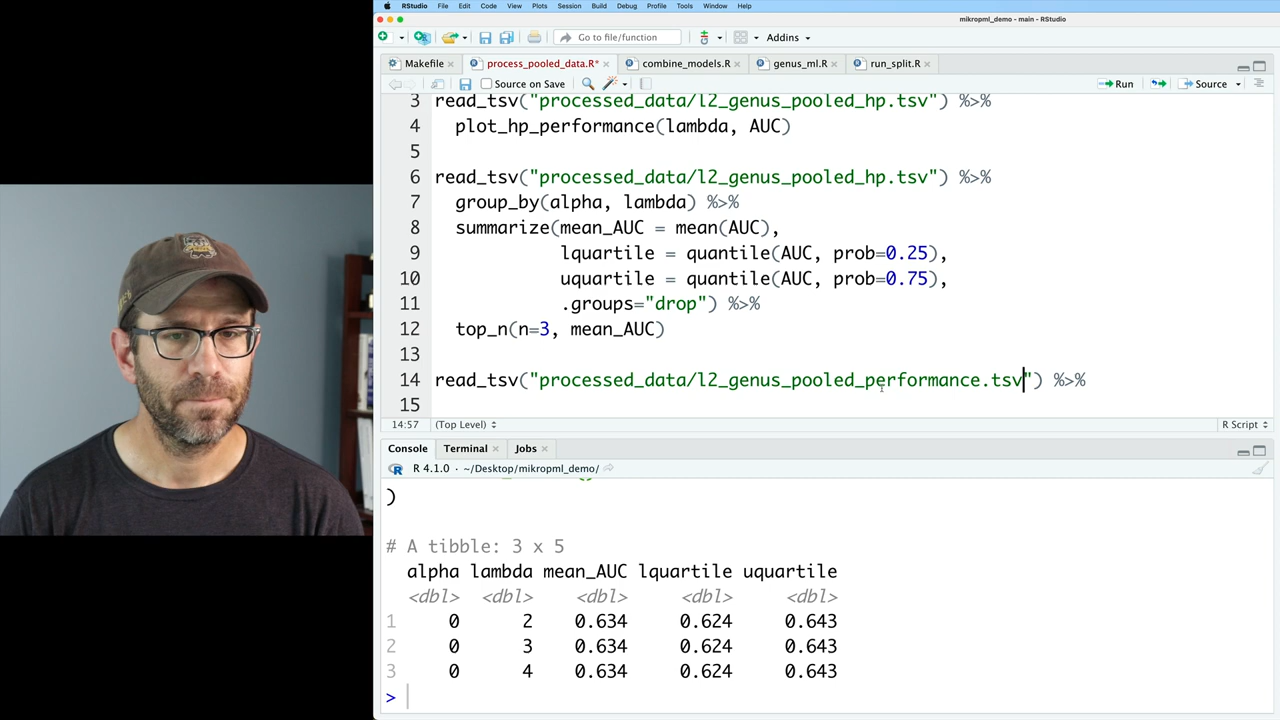 RStudio File Edit Code View Plots Session Build Debug Profile Tools Window Help
mikropml_demo - main - RStudio
Go to file/function Addins
Makefile process_pooled_data.R* combine_models.R genus_ml.R run_split.R
Source on Save Run Source
3 read_tsv("processed_data/l2_genus_pooled_hp.tsv") %>%
4 plot_hp_performance(lambda, AUC)
5
6 read_tsv("processed_data/l2_genus_pooled_hp.tsv") %>%
7 group_by(alpha, lambda) %>%
8 summarize(mean_AUC = mean(AUC),
9 lquartile = quantile(AUC, prob=0.25),
10 uquartile = quantile(AUC, prob=0.75),
11 .groups="drop") %>%
12 top_n(n=3, mean_AUC)
13
14 read_tsv("processed_data/l2_genus_pooled_performance.tsv") %>%
15
14:57 (Top Level) R Script
Console Terminal Jobs
R 4.1.0 · ~/Desktop/mikropml_demo/
)
# A tibble: 3 x 5
alpha lambda mean_AUC lquartile uquartile
<dbl> <dbl> <dbl> <dbl> <dbl>
1 0 2 0.634 0.624 0.643
2 0 3 0.634 0.624 0.643
3 0 4 0.634 0.624 0.643
>